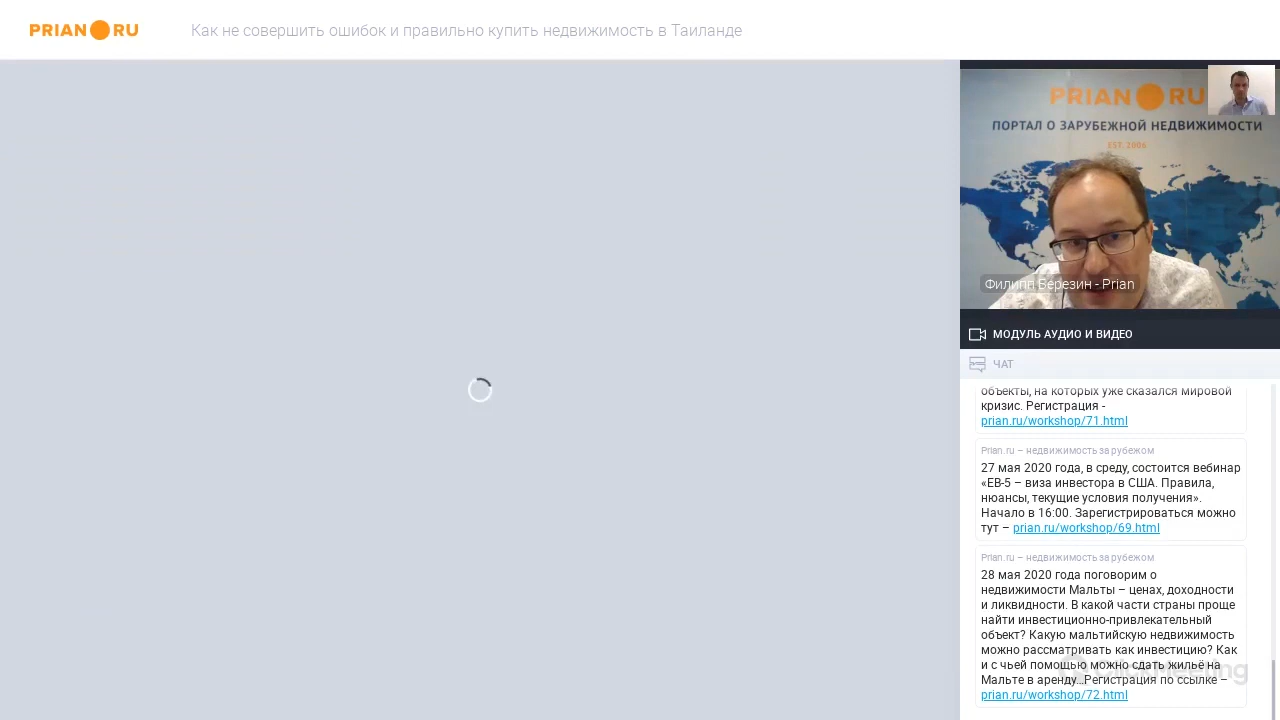 PRIAN RU
Как не совершить ошибок и правильно купить недвижимость в Таиланде
PRIAN RU
ПОРТАЛ О ЗАРУБЕЖНОЙ НЕДВИЖИМОСТИ
EST. 2006
Филипп Березин - Prian
МОДУЛЬ АУДИО И ВИДЕО
ЧАТ
объекты, на которых уже сказался мировой
кризис. Регистрация -
prian.ru/workshop/71.html
Prian.ru – недвижимость за рубежом
27 мая 2020 года, в среду, состоится вебинар
«EB-5 – виза инвестора в США. Правила,
нюансы, текущие условия получения».
Начало в 16:00. Зарегистрироваться можно
тут – prian.ru/workshop/69.html
Prian.ru – недвижимость за рубежом
28 мая 2020 года поговорим о
недвижимости Мальты – ценах, доходности
и ликвидности. В какой части страны проще
найти инвестиционно-привлекательный
объект? Какую мальтийскую недвижимость
можно рассматривать как инвестицию? Как
и с чьей помощью можно сдать жильё на
Мальте в аренду...Регистрация по ссылке –
prian.ru/workshop/72.html
ClickMeeting